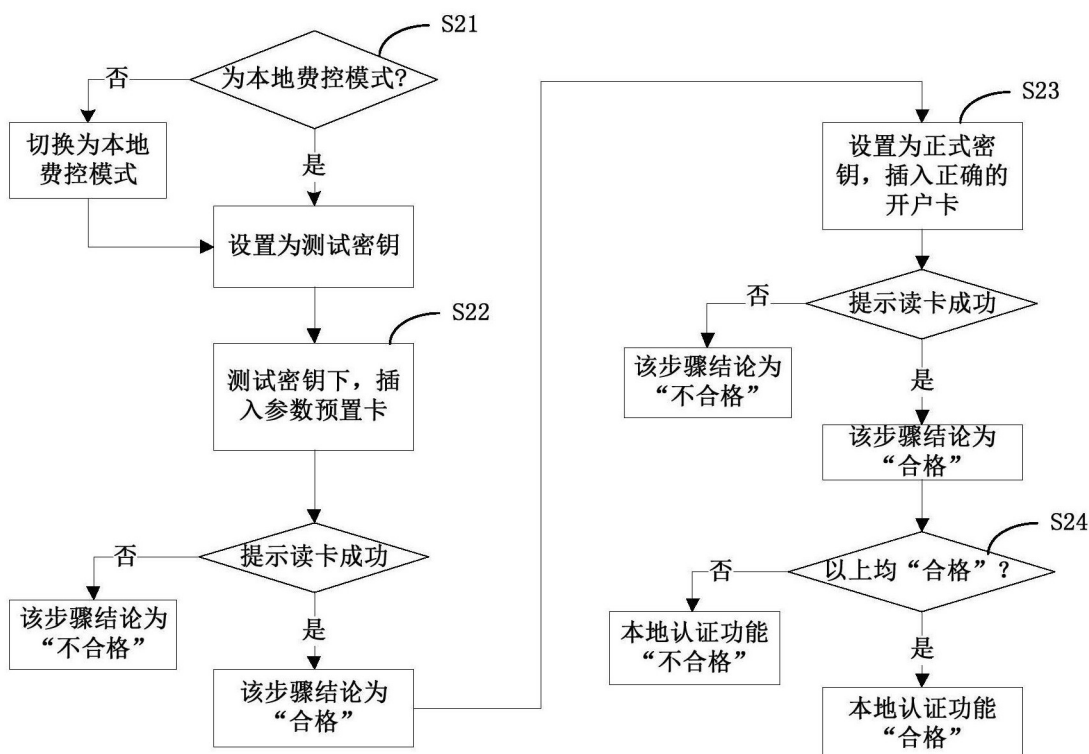 S21
为本地费控模式?
否
切换为本地
费控模式
是
设置为测试密钥
S22
测试密钥下，插
入参数预置卡
提示读卡成功
否
该步骤结论为
“不合格”
是
该步骤结论为
“合格”
S23
设置为正式密
钥，插入正确的
开户卡
提示读卡成功
否
该步骤结论为
“不合格”
是
该步骤结论为
“合格”
S24
以上均“合格”？
否
本地认证功能
“不合格”
是
本地认证功能
“合格”